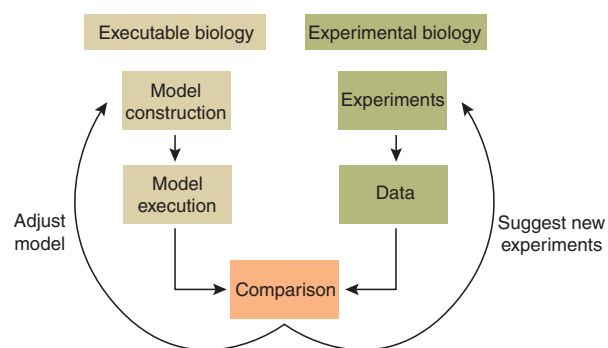 Executable biology
Experimental biology
Model
construction
Experiments
Model
execution
Data
Adjust
model
Suggest new
experiments
Comparison